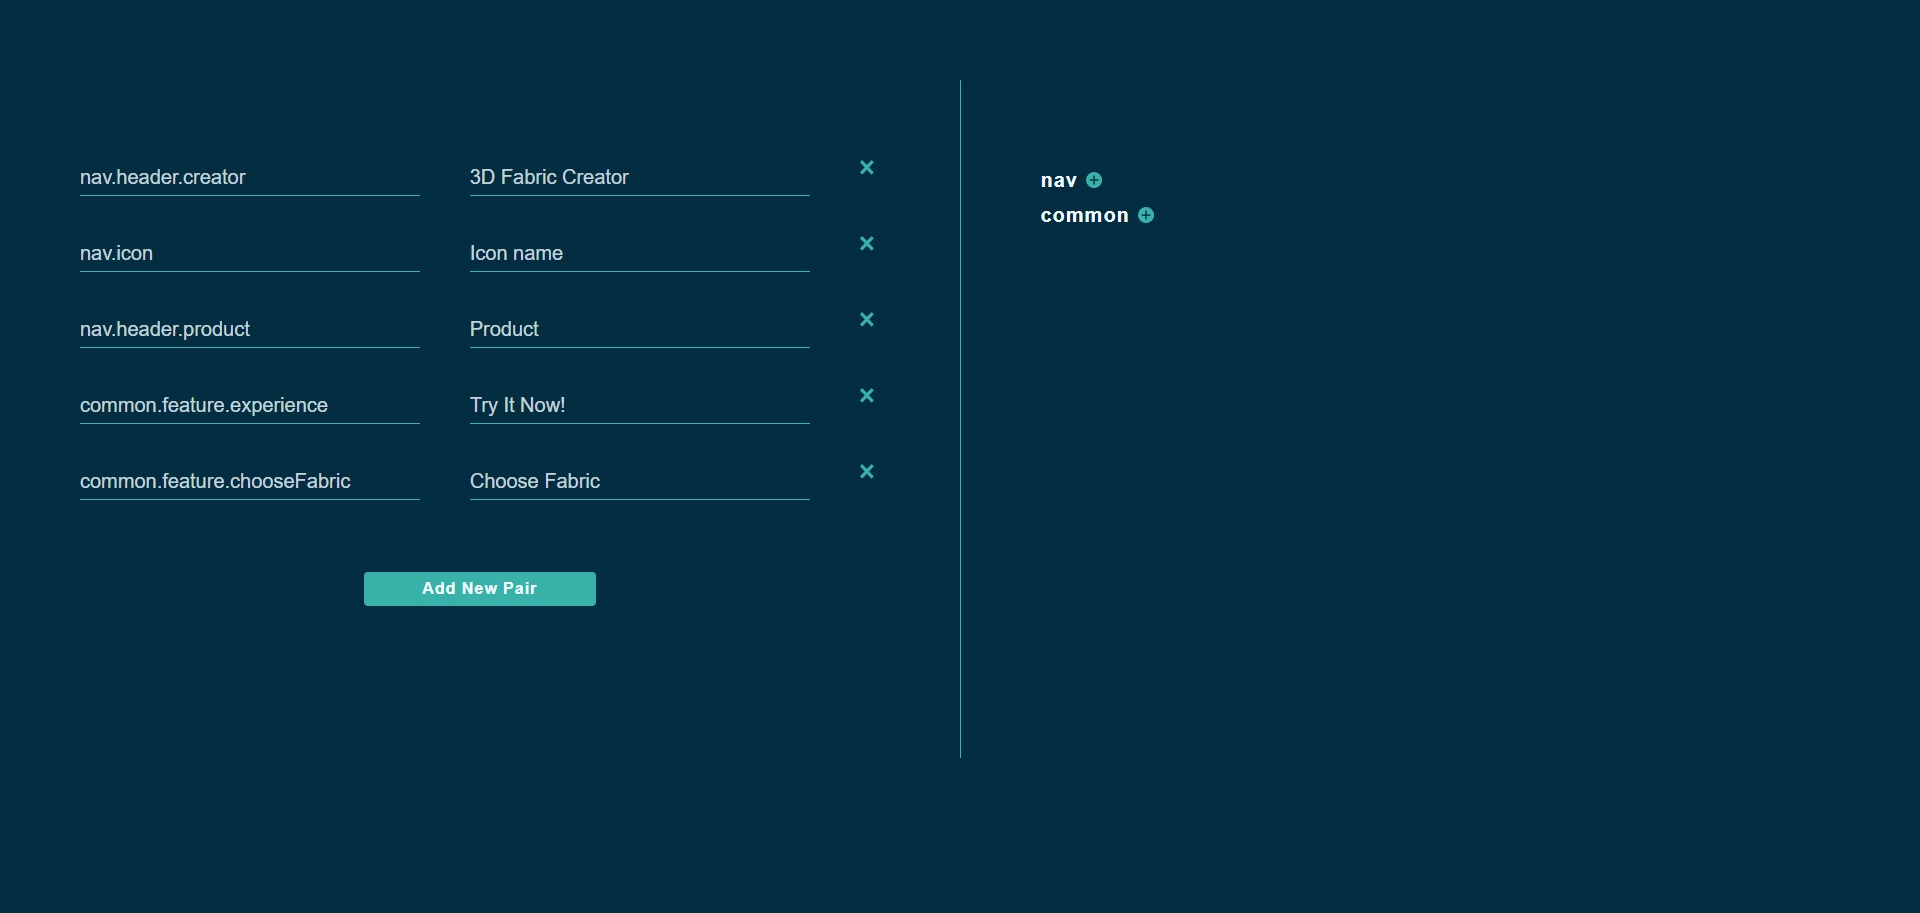 nav.header.creator 3D Fabric Creator
nav.icon Icon name
nav.header.product Product
common.feature.experience Try It Now!
common.feature.chooseFabric Choose Fabric
Add New Pair
nav
common